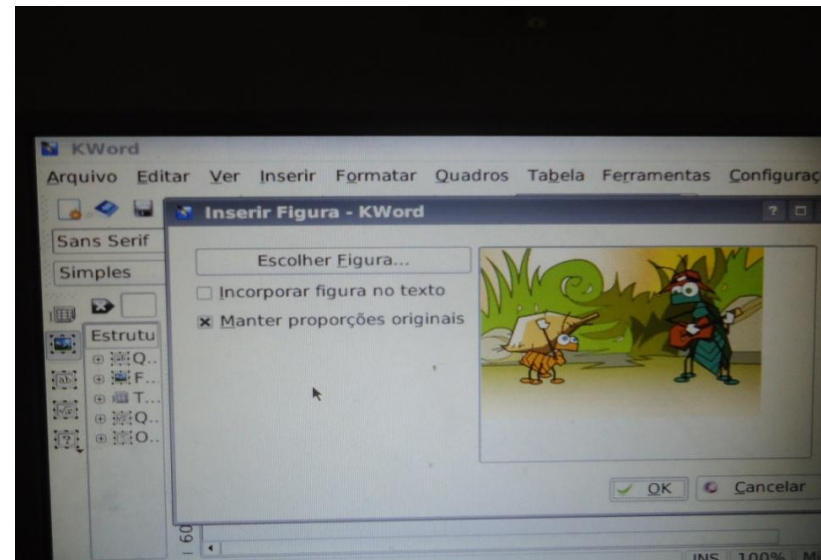 KWord
Arquivo Editar Ver Inserir Formatar Quadros Tabela Ferramentas Configuraç
Inserir Figura - KWord
Sans Serif
Simples
Escolher Figura...
Incorporar figura no texto
Manter proporções originais
Estrutu
Q..
F...
T...
Q..
O..
OK Cancelar
60
INS 100%